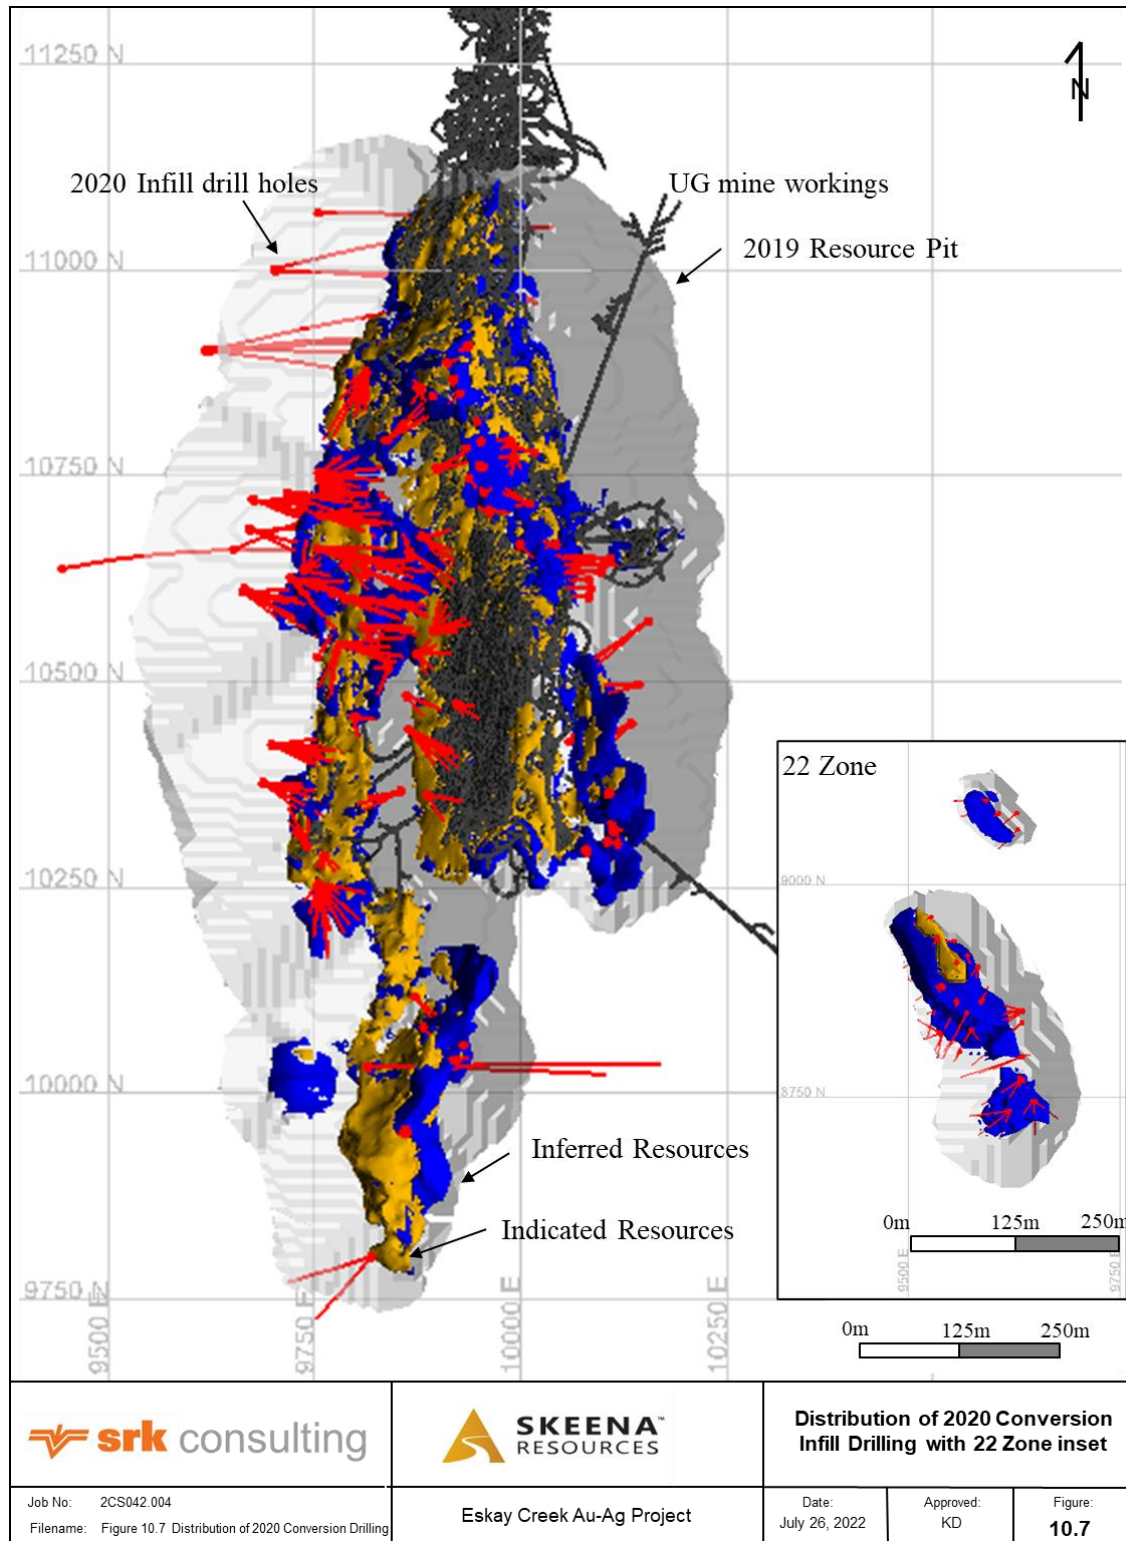 11250 N
N
2020 Infill drill holes
UG mine workings
2019 Resource Pit
11000 N
10750 N
10500 N
22 Zone
10250 N
9000 N
10000 N
8750 N
Inferred Resources
Indicated Resources
0m 125m 250m
9500 E
9750 E
9750 N
9500 E
9750 E
10000 E
10250 E
0m 125m 250m
srk consulting
SKEENA™
RESOURCES
Distribution of 2020 Conversion
Infill Drilling with 22 Zone inset
Job No: 2CS042.004
Filename: Figure 10.7 Distribution of 2020 Conversion Drilling
Eskay Creek Au-Ag Project
Date:
July 26, 2022
Approved:
KD
Figure:
10.7